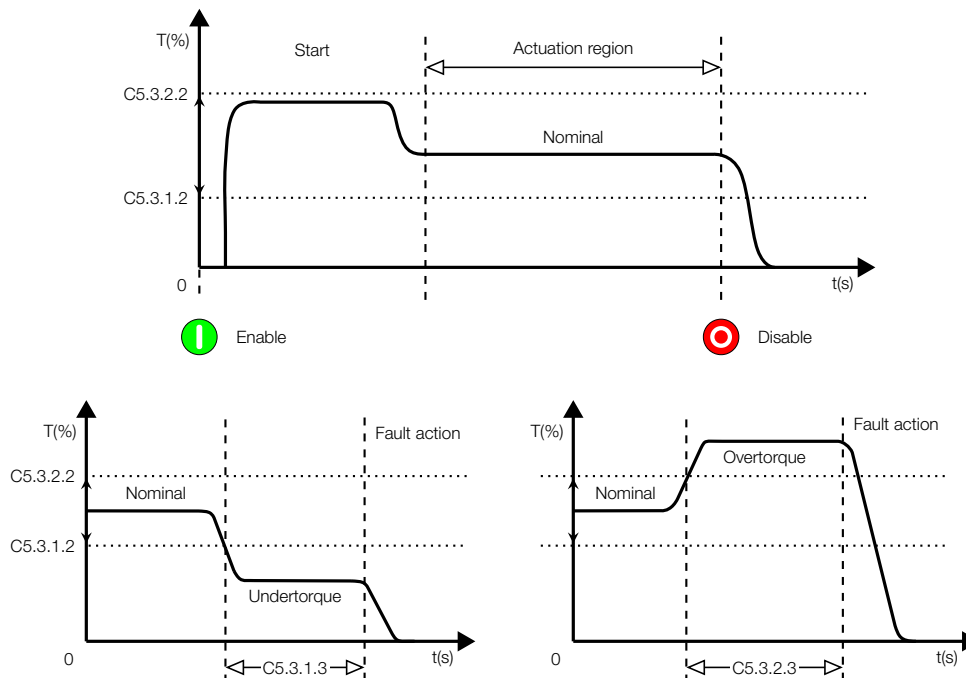 T(%)
Start
Actuation region
C5.3.2.2
Nominal
C5.3.1.2
0
t(s)
Enable
Disable
T(%)
Fault action
C5.3.2.2
Nominal
C5.3.1.2
Undertorque
0
t(s)
C5.3.1.3
T(%)
Fault action
Overtorque
Nominal
0
t(s)
C5.3.2.3